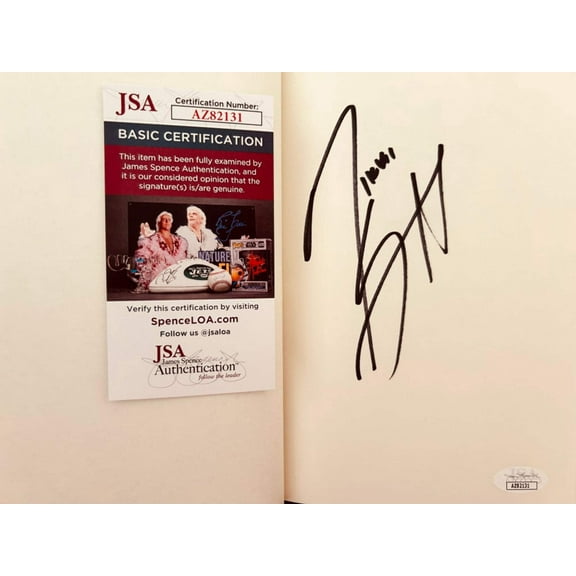 JSA
Certification Number:
AZ82131
BASIC CERTIFICATION
This item has been fully examined by
James Spence Authentication, and
it is our considered opinion that the
signature(s) is/are genuine.
NATURE
Verify this certification by visiting
SpenceLOA.com
Follow us @jsaloa
JSA
James Spence
Authentication™
follow the leader
AZ82131